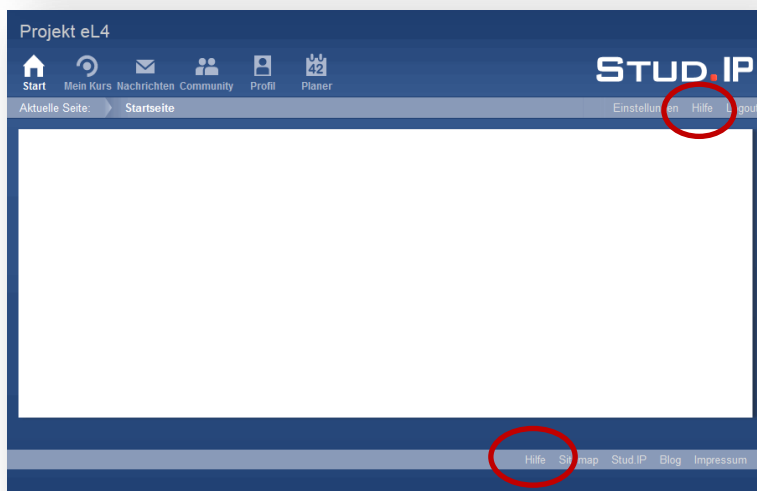 Projekt eL4
42
Start Mein Kurs Nachrichten Community Profil Planer
STUD.IP
Aktuelle Seite: Startseite Einstellungen Hilfe Logout
Hilfe Sitemap Stud.IP Blog Impressum